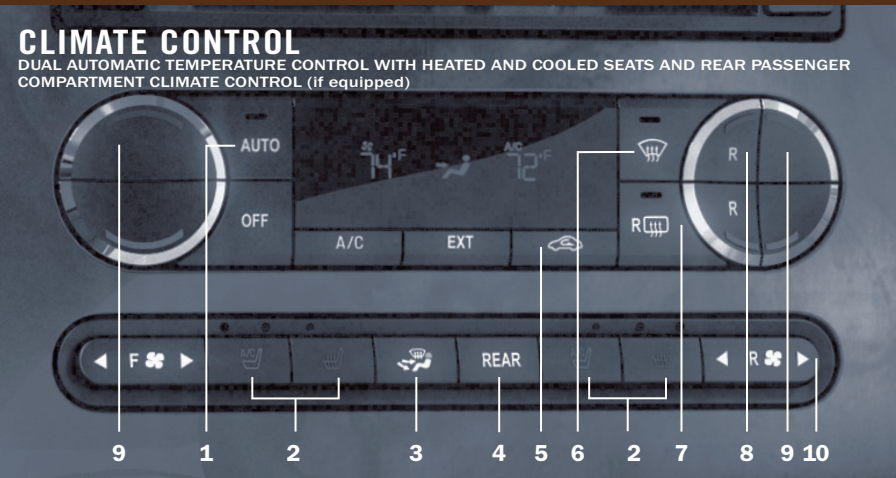 CLIMATE CONTROL
DUAL AUTOMATIC TEMPERATURE CONTROL WITH HEATED AND COOLED SEATS AND REAR PASSENGER
COMPARTMENT CLIMATE CONTROL (if equipped)
AUTO
74°F
A/C
72°F
R
OFF
R
R
A/C
EXT
F
A/C
REAR
R
9
1
2
3
4
5
6
2
7
8
9
10